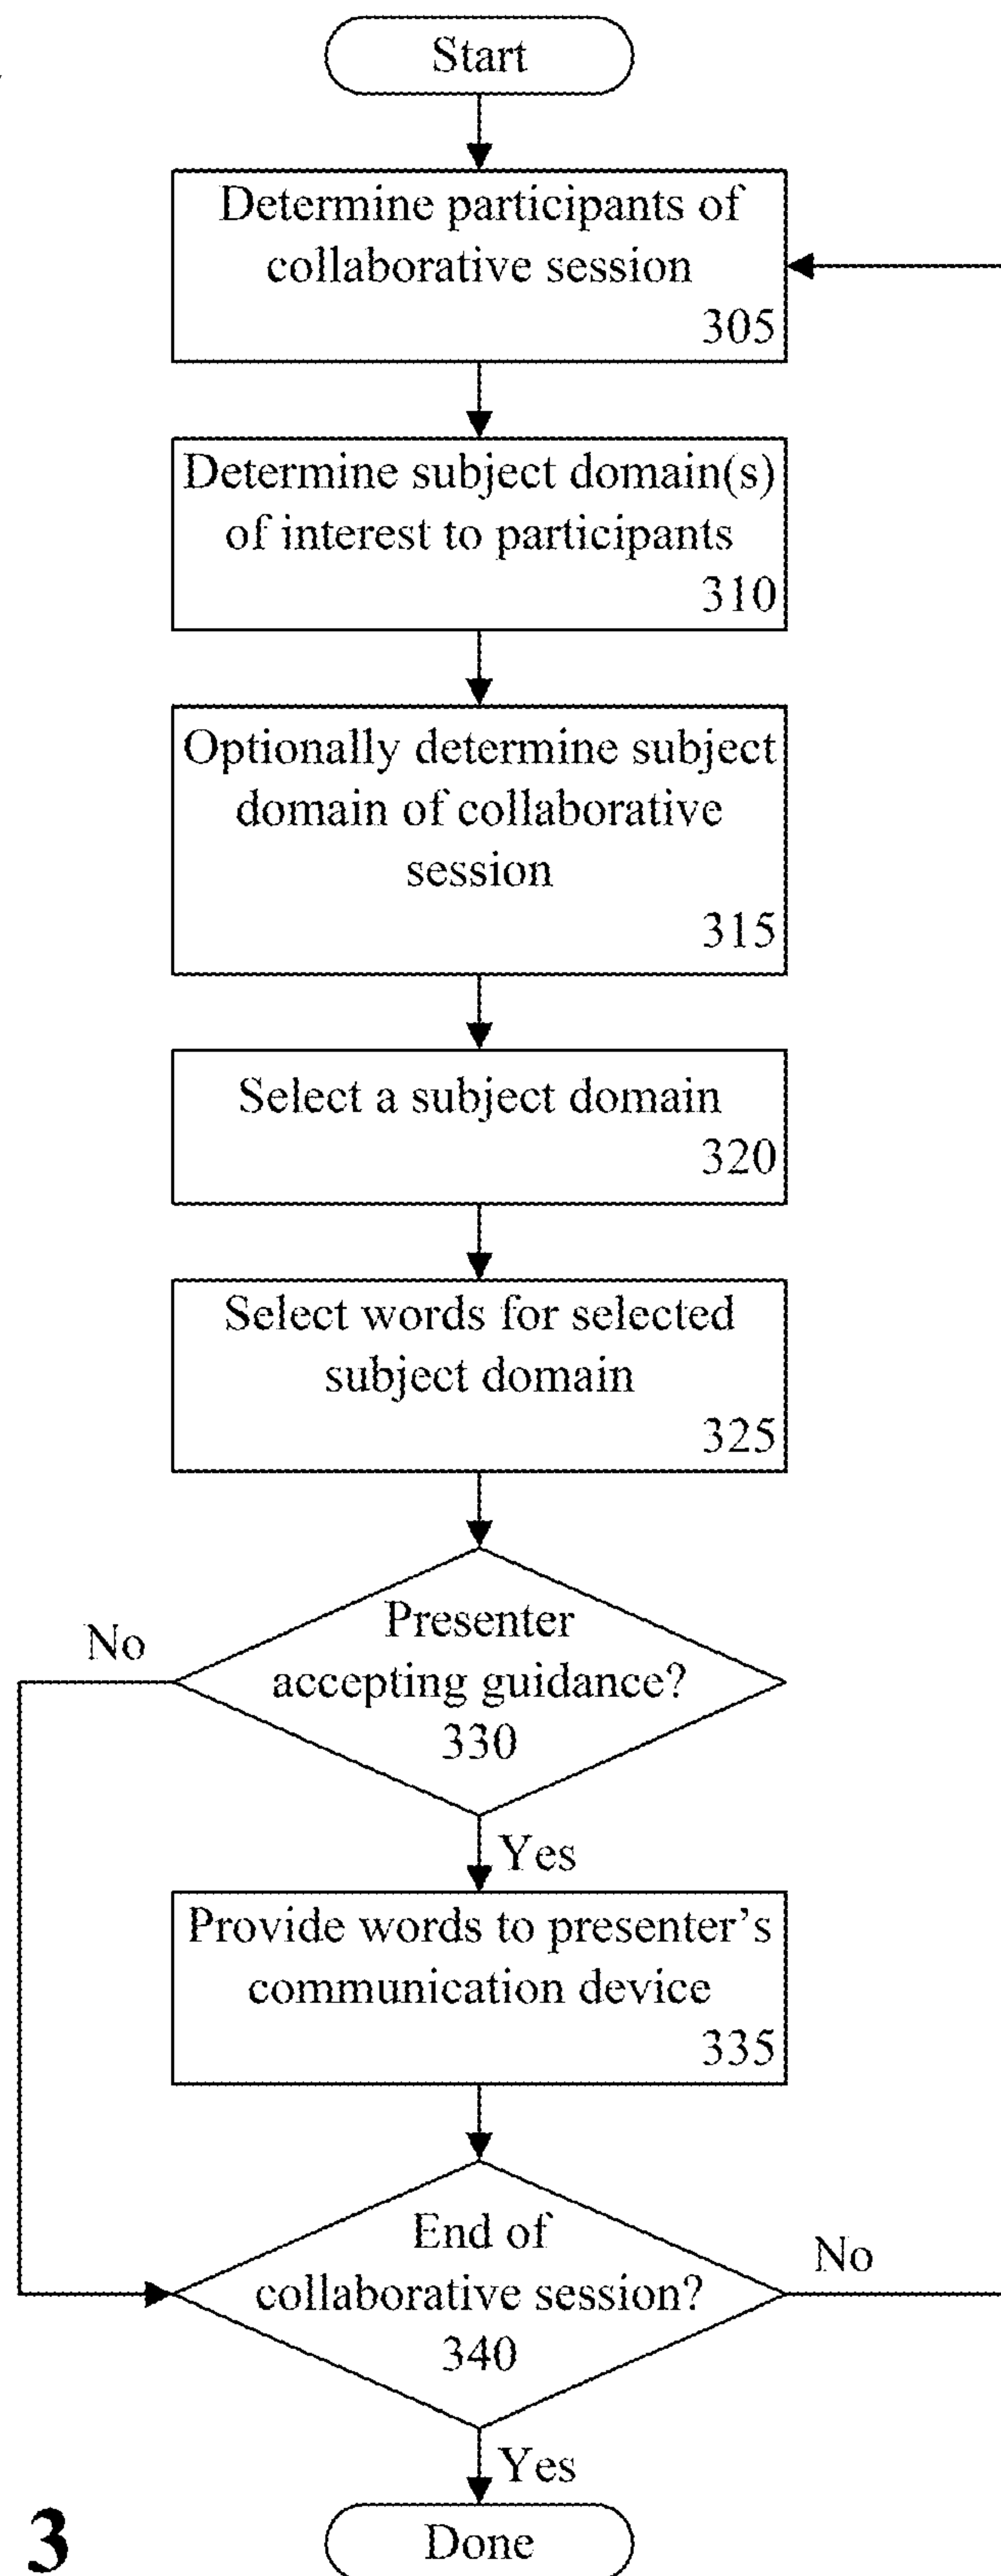 Start
Determine participants of
collaborative session
305
Determine subject domain(s)
of interest to participants
310
Optionally determine subject
domain of collaborative
session
315
Select a subject domain
320
Select words for selected
subject domain
325
No
Presenter
accepting guidance?
330
Yes
Provide words to presenter's
communication device
335
End of
collaborative session?
340
No
Yes
Done
3